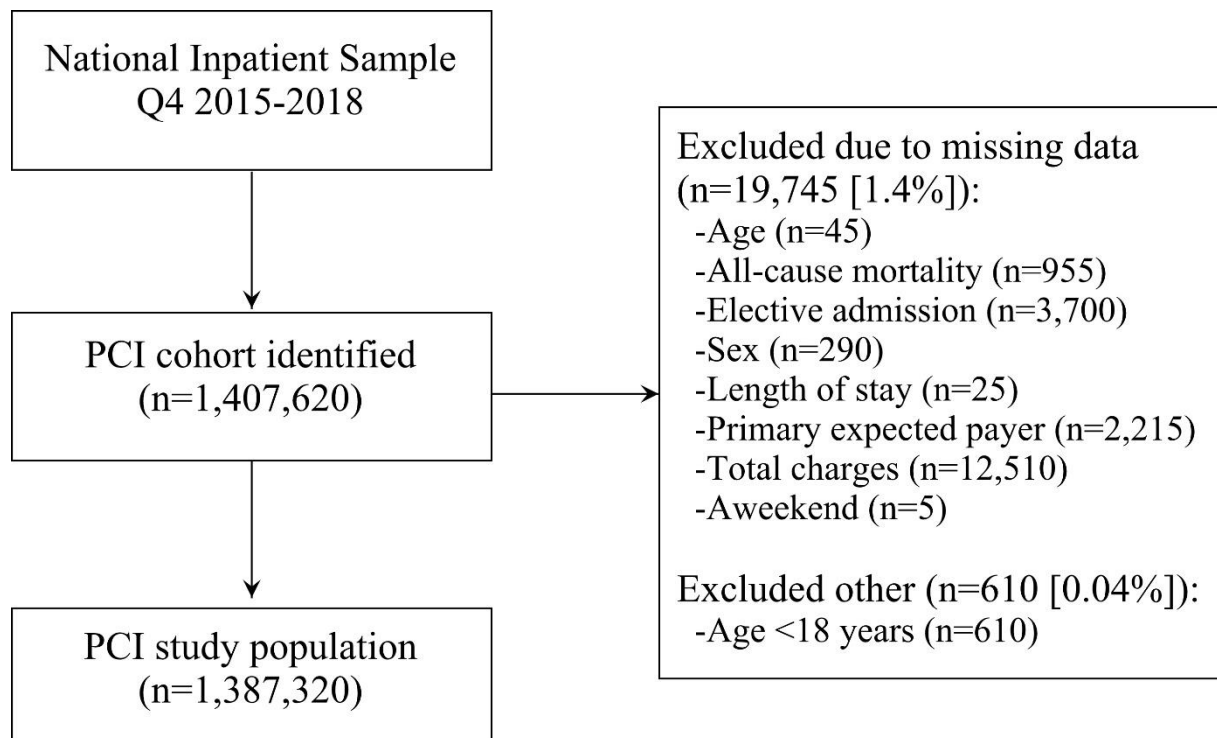 National Inpatient Sample
Q4 2015-2018
PCI cohort identified
(n=1,407,620)
Excluded due to missing data
(n=19,745 [1.4%]):
-Age (n=45)
-All-cause mortality (n=955)
-Elective admission (n=3,700)
-Sex (n=290)
-Length of stay (n=25)
-Primary expected payer (n=2,215)
-Total charges (n=12,510)
-Aweekend (n=5)
Excluded other (n=610 [0.04%]):
-Age <18 years (n=610)
PCI study population
(n=1,387,320)